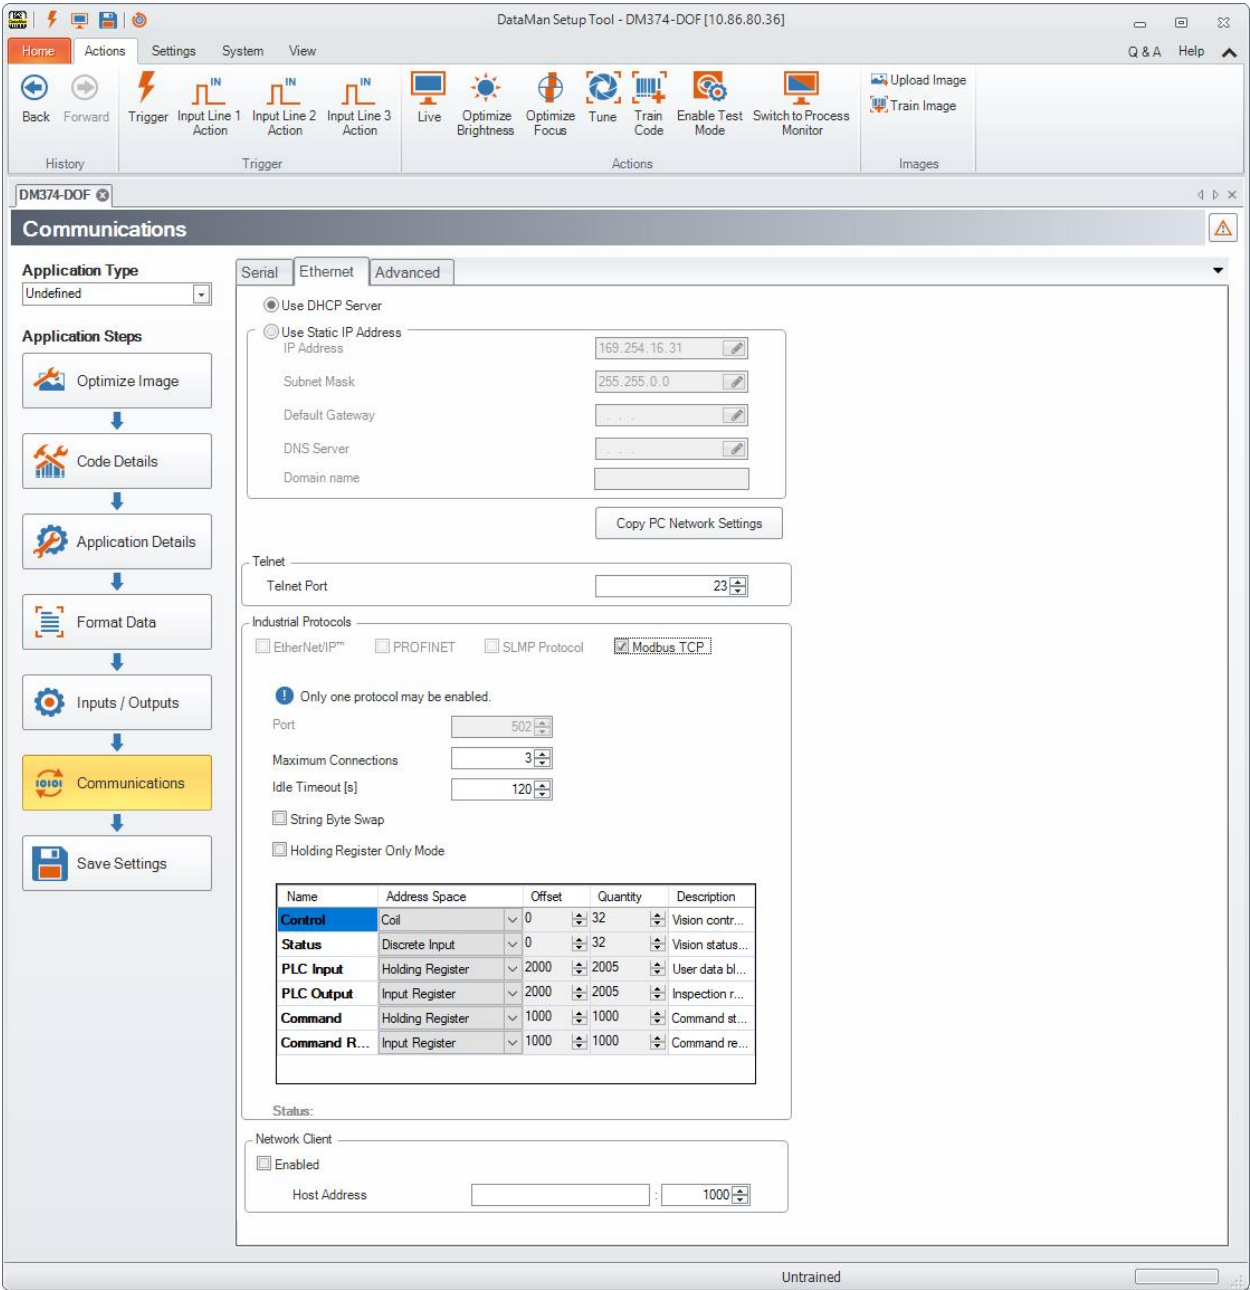 DataMan Setup Tool - DM374-DOF [10.86.80.36]
Home Actions Settings System View Q & A Help
Back Forward Trigger Input Line 1 Action Input Line 2 Action Input Line 3 Action Live Optimize Brightness Optimize Focus Tune Train Code Enable Test Mode Switch to Process Monitor Upload Image
Train Image
IN IN IN
History Trigger Actions Images
DM374-DOF
Communications
Application Type
Undefined
Application Steps
Optimize Image
Code Details
Application Details
Format Data
Inputs / Outputs
Communications
Save Settings
Serial Ethernet Advanced
Use DHCP Server
Use Static IP Address
IP Address 169.254.16.31
Subnet Mask 255.255.0.0
Default Gateway . . .
DNS Server . . .
Domain name
Copy PC Network Settings
Telnet
Telnet Port 23
Industrial Protocols
EtherNet/IP™ PROFINET SLMP Protocol Modbus TCP
Only one protocol may be enabled.
Port 502
Maximum Connections 3
Idle Timeout [s] 120
String Byte Swap
Holding Register Only Mode
Name Address Space Offset Quantity Description
Control Coil 0 32 Vision contr...
Status Discrete Input 0 32 Vision status...
PLC Input Holding Register 2000 2005 User data bl...
PLC Output Input Register 2000 2005 Inspection r...
Command Holding Register 1000 1000 Command st...
Command R... Input Register 1000 1000 Command re...
Status:
Network Client
Enabled
Host Address : 1000
Untrained